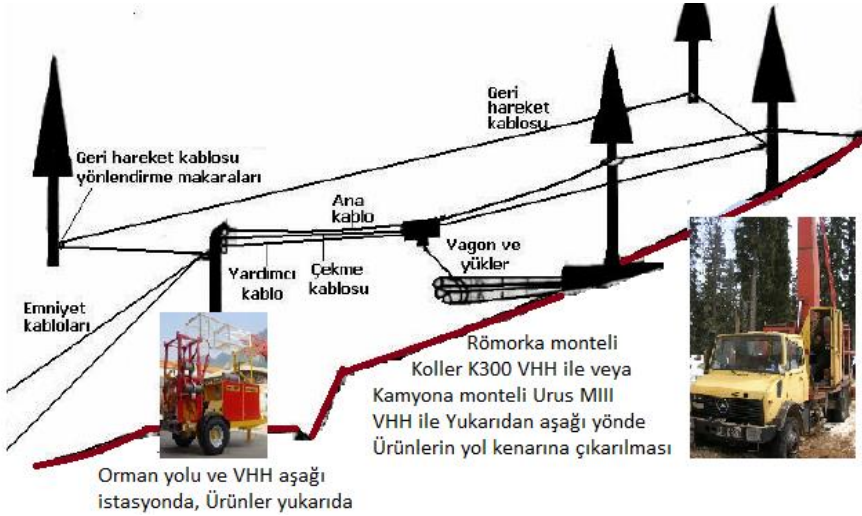 Geri
hareket
kablosu
Geri hareket kablosu
yönlendirme makaraları
Ana
kablo
Yardımcı
kablo
Çekme
kablosu
Vagon ve
yükler
Emniyet
kabloları
Römorka monteli
Koller K300 VHH ile veya
Kamyona monteli Urus MIII
VHH ile Yukarıdan aşağı yönde
Ürünlerin yol kenarına çıkarılması
Orman yolu ve VHH aşağı
istasyonda, Ürünler yukarıda